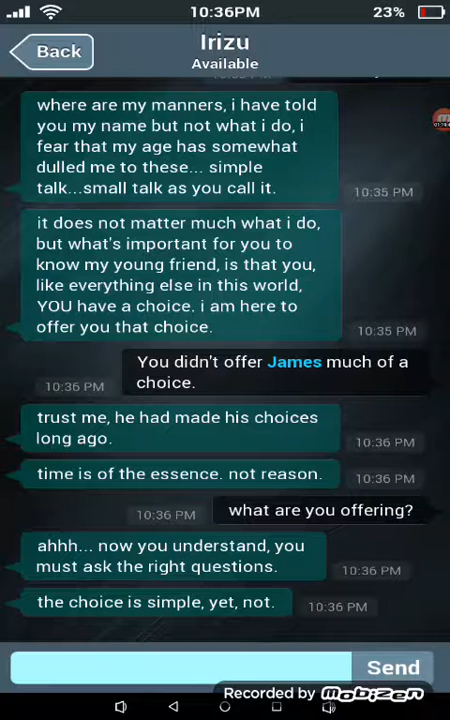 10:36PM
23%
Back
Irizu
Available
where are my manners, i have told
you my name but not what i do, i
fear that my age has somewhat
dulled me to these... simple
talk...small talk as you call it.
10:35 PM
it does not matter much what i do,
but what's important for you to
know my young friend, is that you,
like everything else in this world,
YOU have a choice. i am here to
offer you that choice.
10:35 PM
You didn't offer James much of a
choice.
10:36 PM
trust me, he had made his choices
long ago.
10:36 PM
time is of the essence. not reason.
10:36 PM
what are you offering?
10:36 PM
ahhh... now you understand, you
must ask the right questions.
10:36 PM
the choice is simple, yet, not.
10:36 PM
Send
Recorded by mobizen